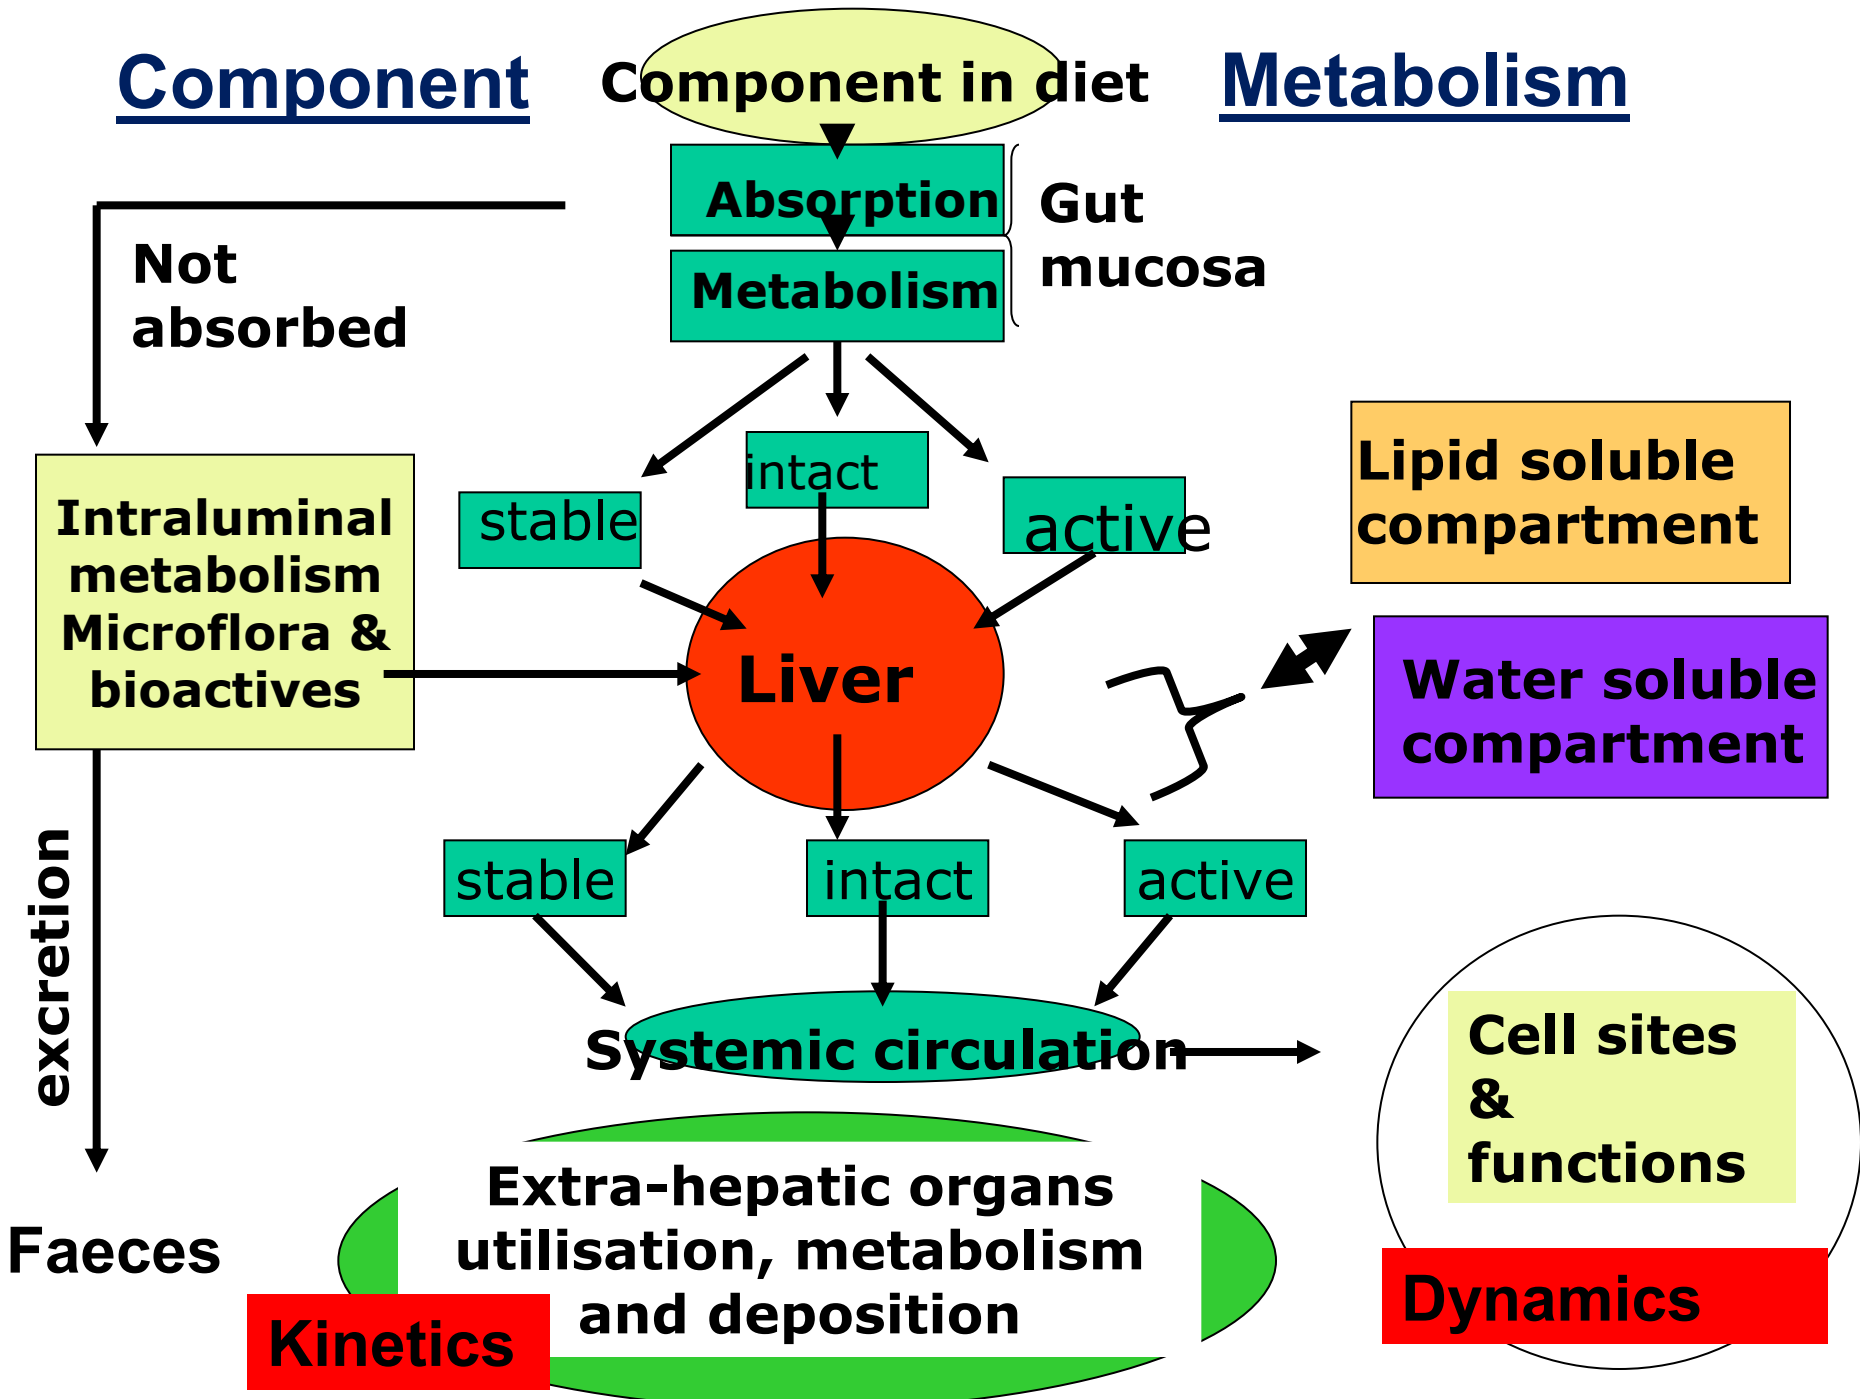 Component
Component in diet
Metabolism
Absorption
Metabolism
Gut
mucosa
Not
absorbed
stable
intact
active
Intraluminal
metabolism
Microflora &
bioactives
Liver
Lipid soluble
compartment
Water soluble
compartment
stable
intact
active
excretion
Systemic circulation
Cell sites
&
functions
Faeces
Extra-hepatic organs
utilisation, metabolism
and deposition
Kinetics
Dynamics